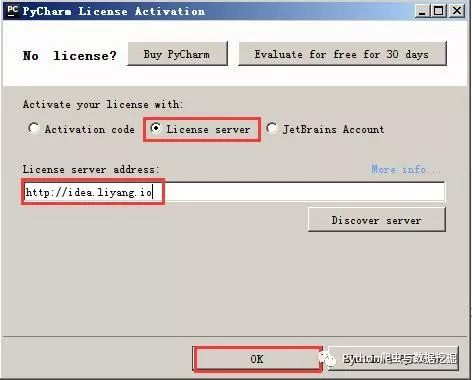 PC PyCharm License Activation
No license? Buy PyCharm Evaluate for free for 30 days
Activate your license with:
Activation code License server JetBrains Account
License server address: More info...
http://idea.liyang.io
Discover server
OK Python爬虫与数据挖掘